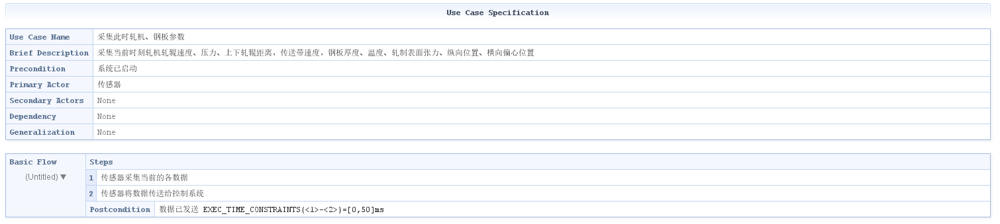 Use Case Specification
Use Case Name 采集此时轧机、钢板参数
Brief Description 采集当前时刻轧机轧辊速度、压力、上下轧辊距离，传送带速度，钢板厚度、温度、轧制表面张力、纵向位置、横向偏心位置
Precondition 系统已启动
Primary Actor 传感器
Secondary Actors None
Dependency None
Generalization None
Basic Flow Steps
(Untitled) ▼
1 传感器采集当前的各数据
2 传感器将数据传送给控制系统
Postcondition 数据已发送 EXEC_TIME_CONSTRAINTS{<1>-<2>}=[0,50]ms